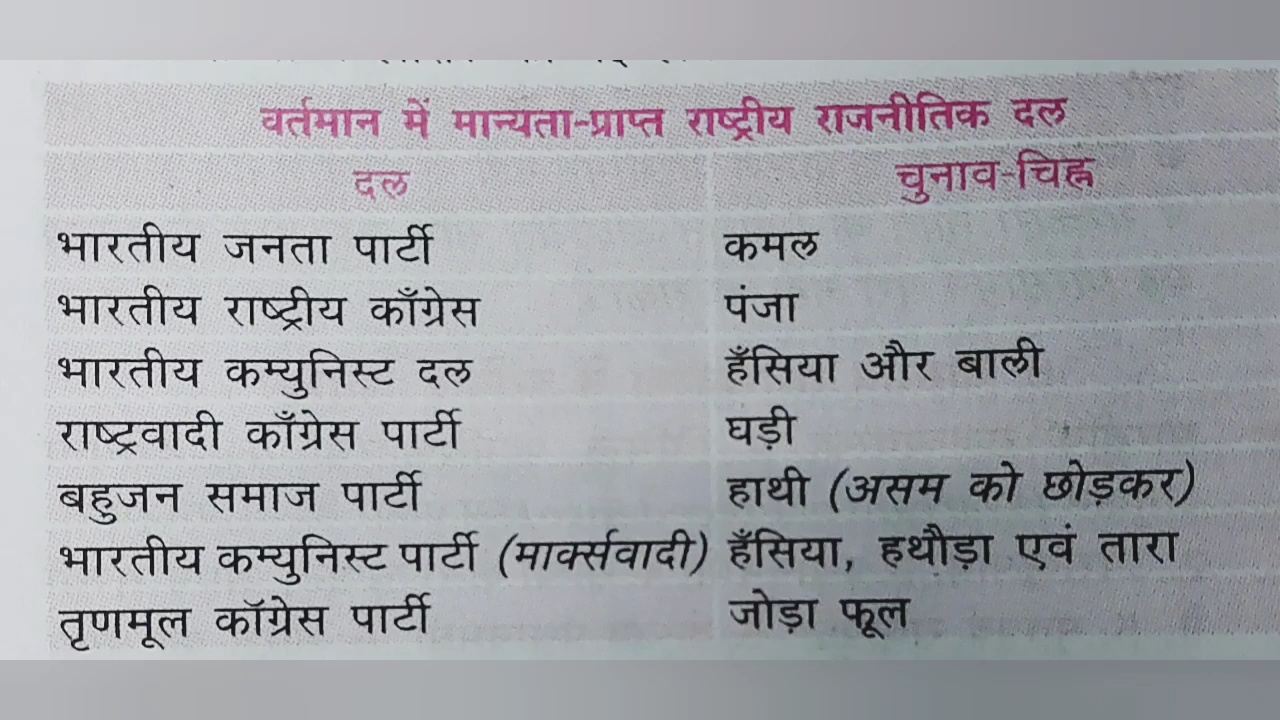 वर्तमान में मान्यता-प्राप्त राष्ट्रीय राजनीतिक दल
दल चुनाव-चिह्न
भारतीय जनता पार्टी कमल
भारतीय राष्ट्रीय काँग्रेस पंजा
भारतीय कम्युनिस्ट दल हँसिया और बाली
राष्ट्रवादी काँग्रेस पार्टी घड़ी
बहुजन समाज पार्टी हाथी (असम को छोड़कर)
भारतीय कम्युनिस्ट पार्टी (मार्क्सवादी) हँसिया, हथौड़ा एवं तारा
तृणमूल कॉग्रेस पार्टी जोड़ा फूल